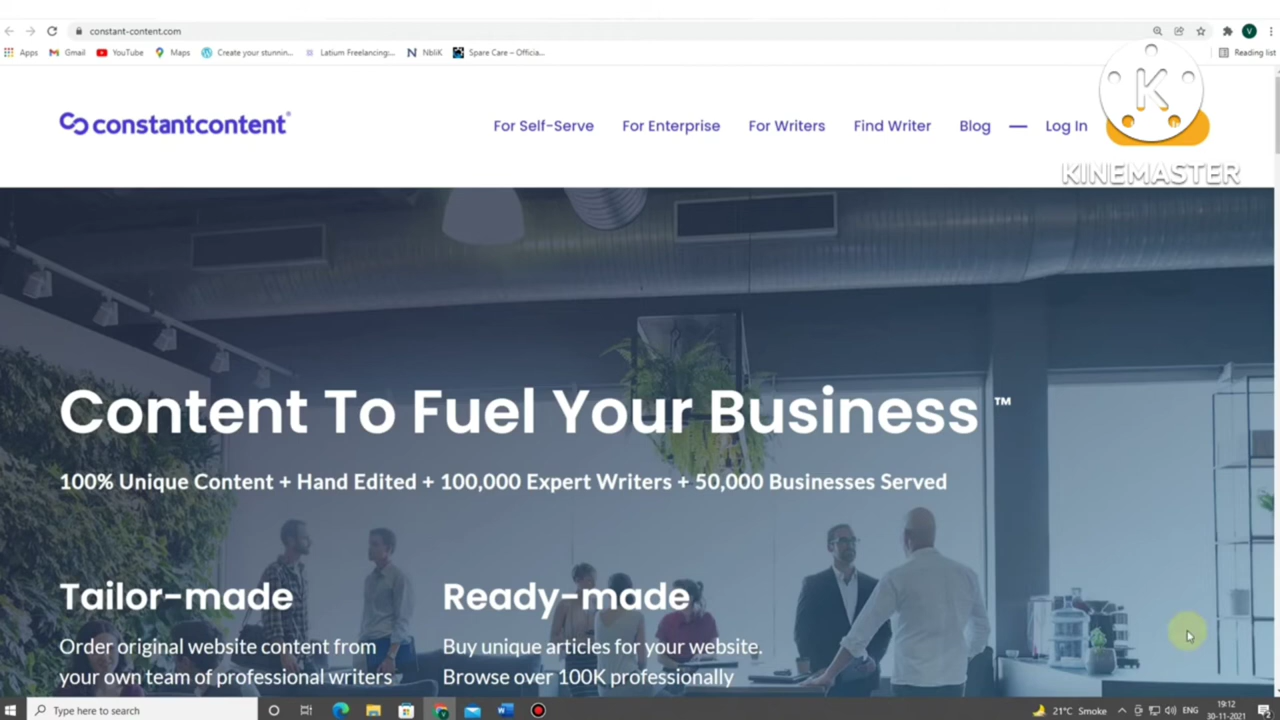 constant-content.com
Apps Gmail YouTube Maps Create your stunnin... Latium Freelancing:... NbliK Spare Care – Officia... Reading list
constantcontent®
For Self-Serve For Enterprise For Writers Find Writer Blog — Log In
K
KINEMASTER
Content To Fuel Your Business ™
100% Unique Content + Hand Edited + 100,000 Expert Writers + 50,000 Businesses Served
Tailor-made
Order original website content from
your own team of professional writers
Ready-made
Buy unique articles for your website.
Browse over 100K professionally
Type here to search
21°C Smoke ENG
19:12
30-11-2021